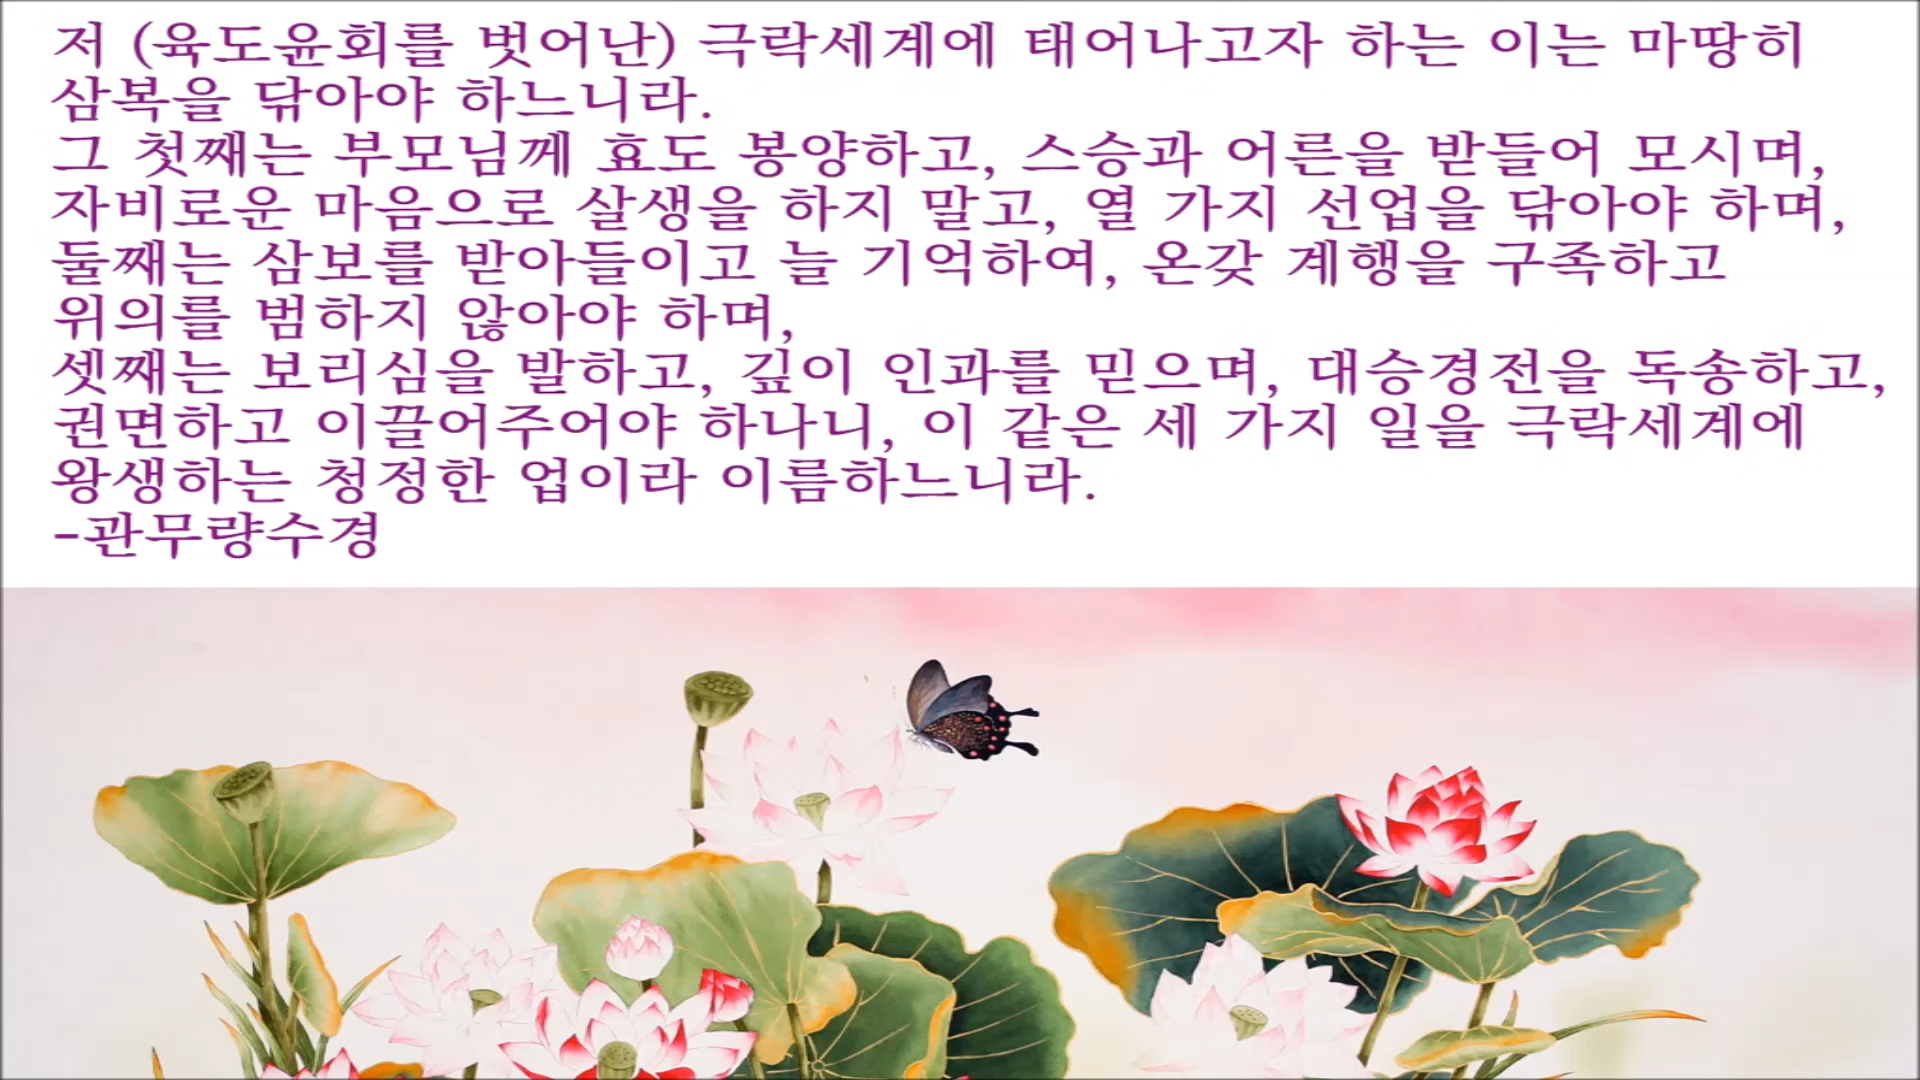 저 (육도윤회를 벗어난) 극락세계에 태어나고자 하는 이는 마땅히
삼복을 닦아야 하느니라.
그 첫째는 부모님께 효도 봉양하고, 스승과 어른을 받들어 모시며,
자비로운 마음으로 살생을 하지 말고, 열 가지 선업을 닦아야 하며,
둘째는 삼보를 받아들이고 늘 기억하여, 온갖 계행을 구족하고
위의를 범하지 않아야 하며,
셋째는 보리심을 발하고, 깊이 인과를 믿으며, 대승경전을 독송하고,
권면하고 이끌어주어야 하나니, 이 같은 세 가지 일을 극락세계에
왕생하는 청정한 업이라 이름하느니라.
-관무량수경